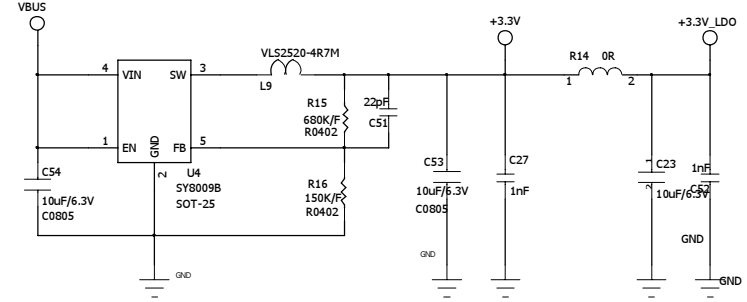 VBUS
+3.3V
+3.3V_LDO
VLS2520-4R7M
R14 0R
4 VIN SW 3
L9
1 2
R15
680K/F
R0402
22pF
C51
1 EN GND FB 5
2
U4
SY8009B
SOT-25
C54
10uF/6.3V
C0805
R16
150K/F
R0402
C53
10uF/6.3V
C0805
C27
1nF
1
C23
2
10uF/6.3V
1nF
C52
GND
GND
GND
GND